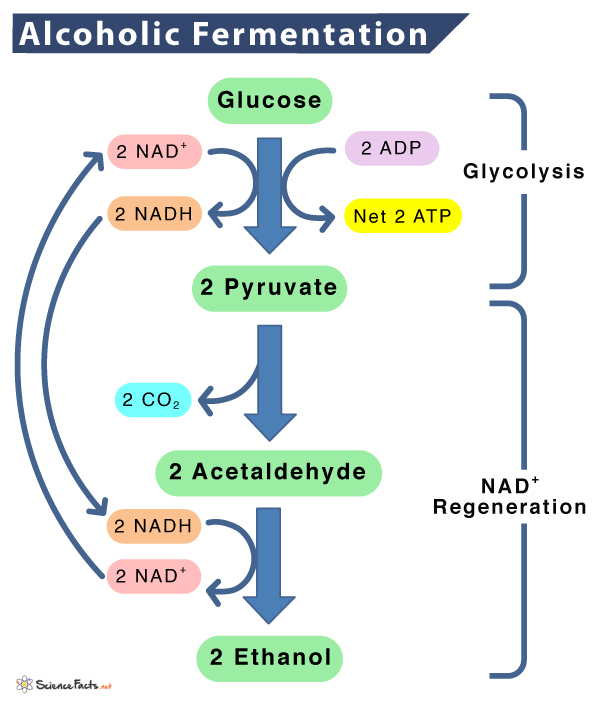 Alcoholic Fermentation
Glucose
2 NAD⁺
2 ADP
Glycolysis
2 NADH
Net 2 ATP
2 Pyruvate
2 CO₂
2 Acetaldehyde
NAD⁺
Regeneration
2 NADH
2 NAD⁺
2 Ethanol
ScienceFacts.net